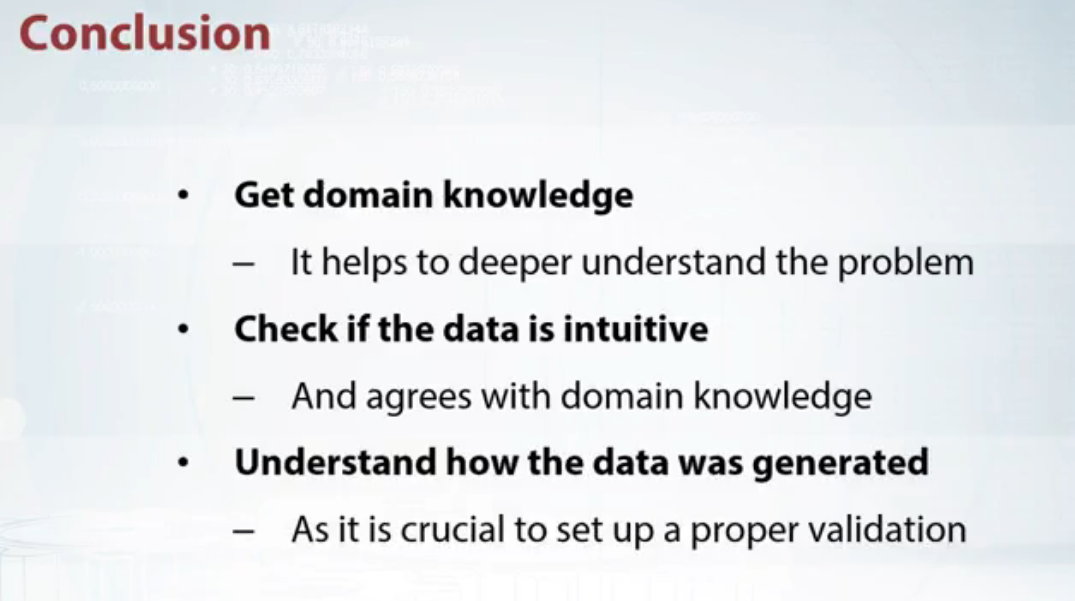 Conclusion
• Get domain knowledge
– It helps to deeper understand the problem
• Check if the data is intuitive
– And agrees with domain knowledge
• Understand how the data was generated
– As it is crucial to set up a proper validation